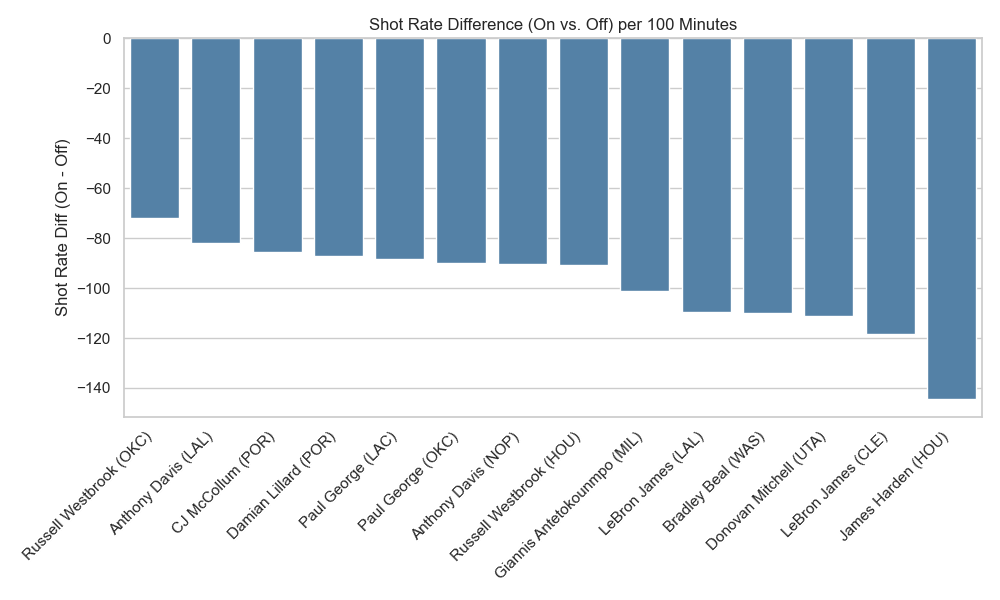 Shot Rate Difference (On vs. Off) per 100 Minutes
Shot Rate Diff (On - Off)
0
−20
−40
−60
−80
−100
−120
−140
Russell Westbrook (OKC)
Anthony Davis (LAL)
CJ McCollum (POR)
Damian Lillard (POR)
Paul George (LAC)
Paul George (OKC)
Anthony Davis (NOP)
Russell Westbrook (HOU)
Giannis Antetokounmpo (MIL)
LeBron James (LAL)
Bradley Beal (WAS)
Donovan Mitchell (UTA)
LeBron James (CLE)
James Harden (HOU)